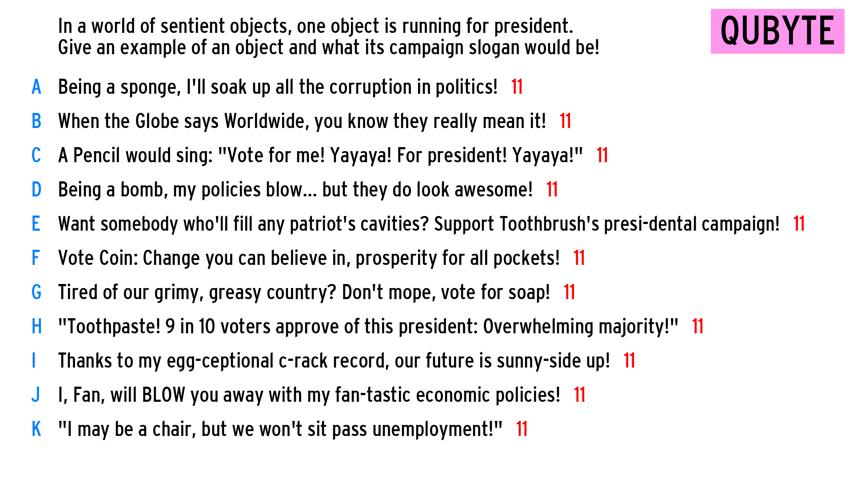 In a world of sentient objects, one object is running for president.
Give an example of an object and what its campaign slogan would be!
QUBYTE
A Being a sponge, I'll soak up all the corruption in politics! 11
B When the Globe says Worldwide, you know they really mean it! 11
C A Pencil would sing: "Vote for me! Yayaya! For president! Yayaya!" 11
D Being a bomb, my policies blow... but they do look awesome! 11
E Want somebody who'll fill any patriot's cavities? Support Toothbrush's presi-dental campaign! 11
F Vote Coin: Change you can believe in, prosperity for all pockets! 11
G Tired of our grimy, greasy country? Don't mope, vote for soap! 11
H "Toothpaste! 9 in 10 voters approve of this president: Overwhelming majority!" 11
I Thanks to my egg-ceptional c-rack record, our future is sunny-side up! 11
J I, Fan, will BLOW you away with my fan-tastic economic policies! 11
K "I may be a chair, but we won't sit pass unemployment!" 11